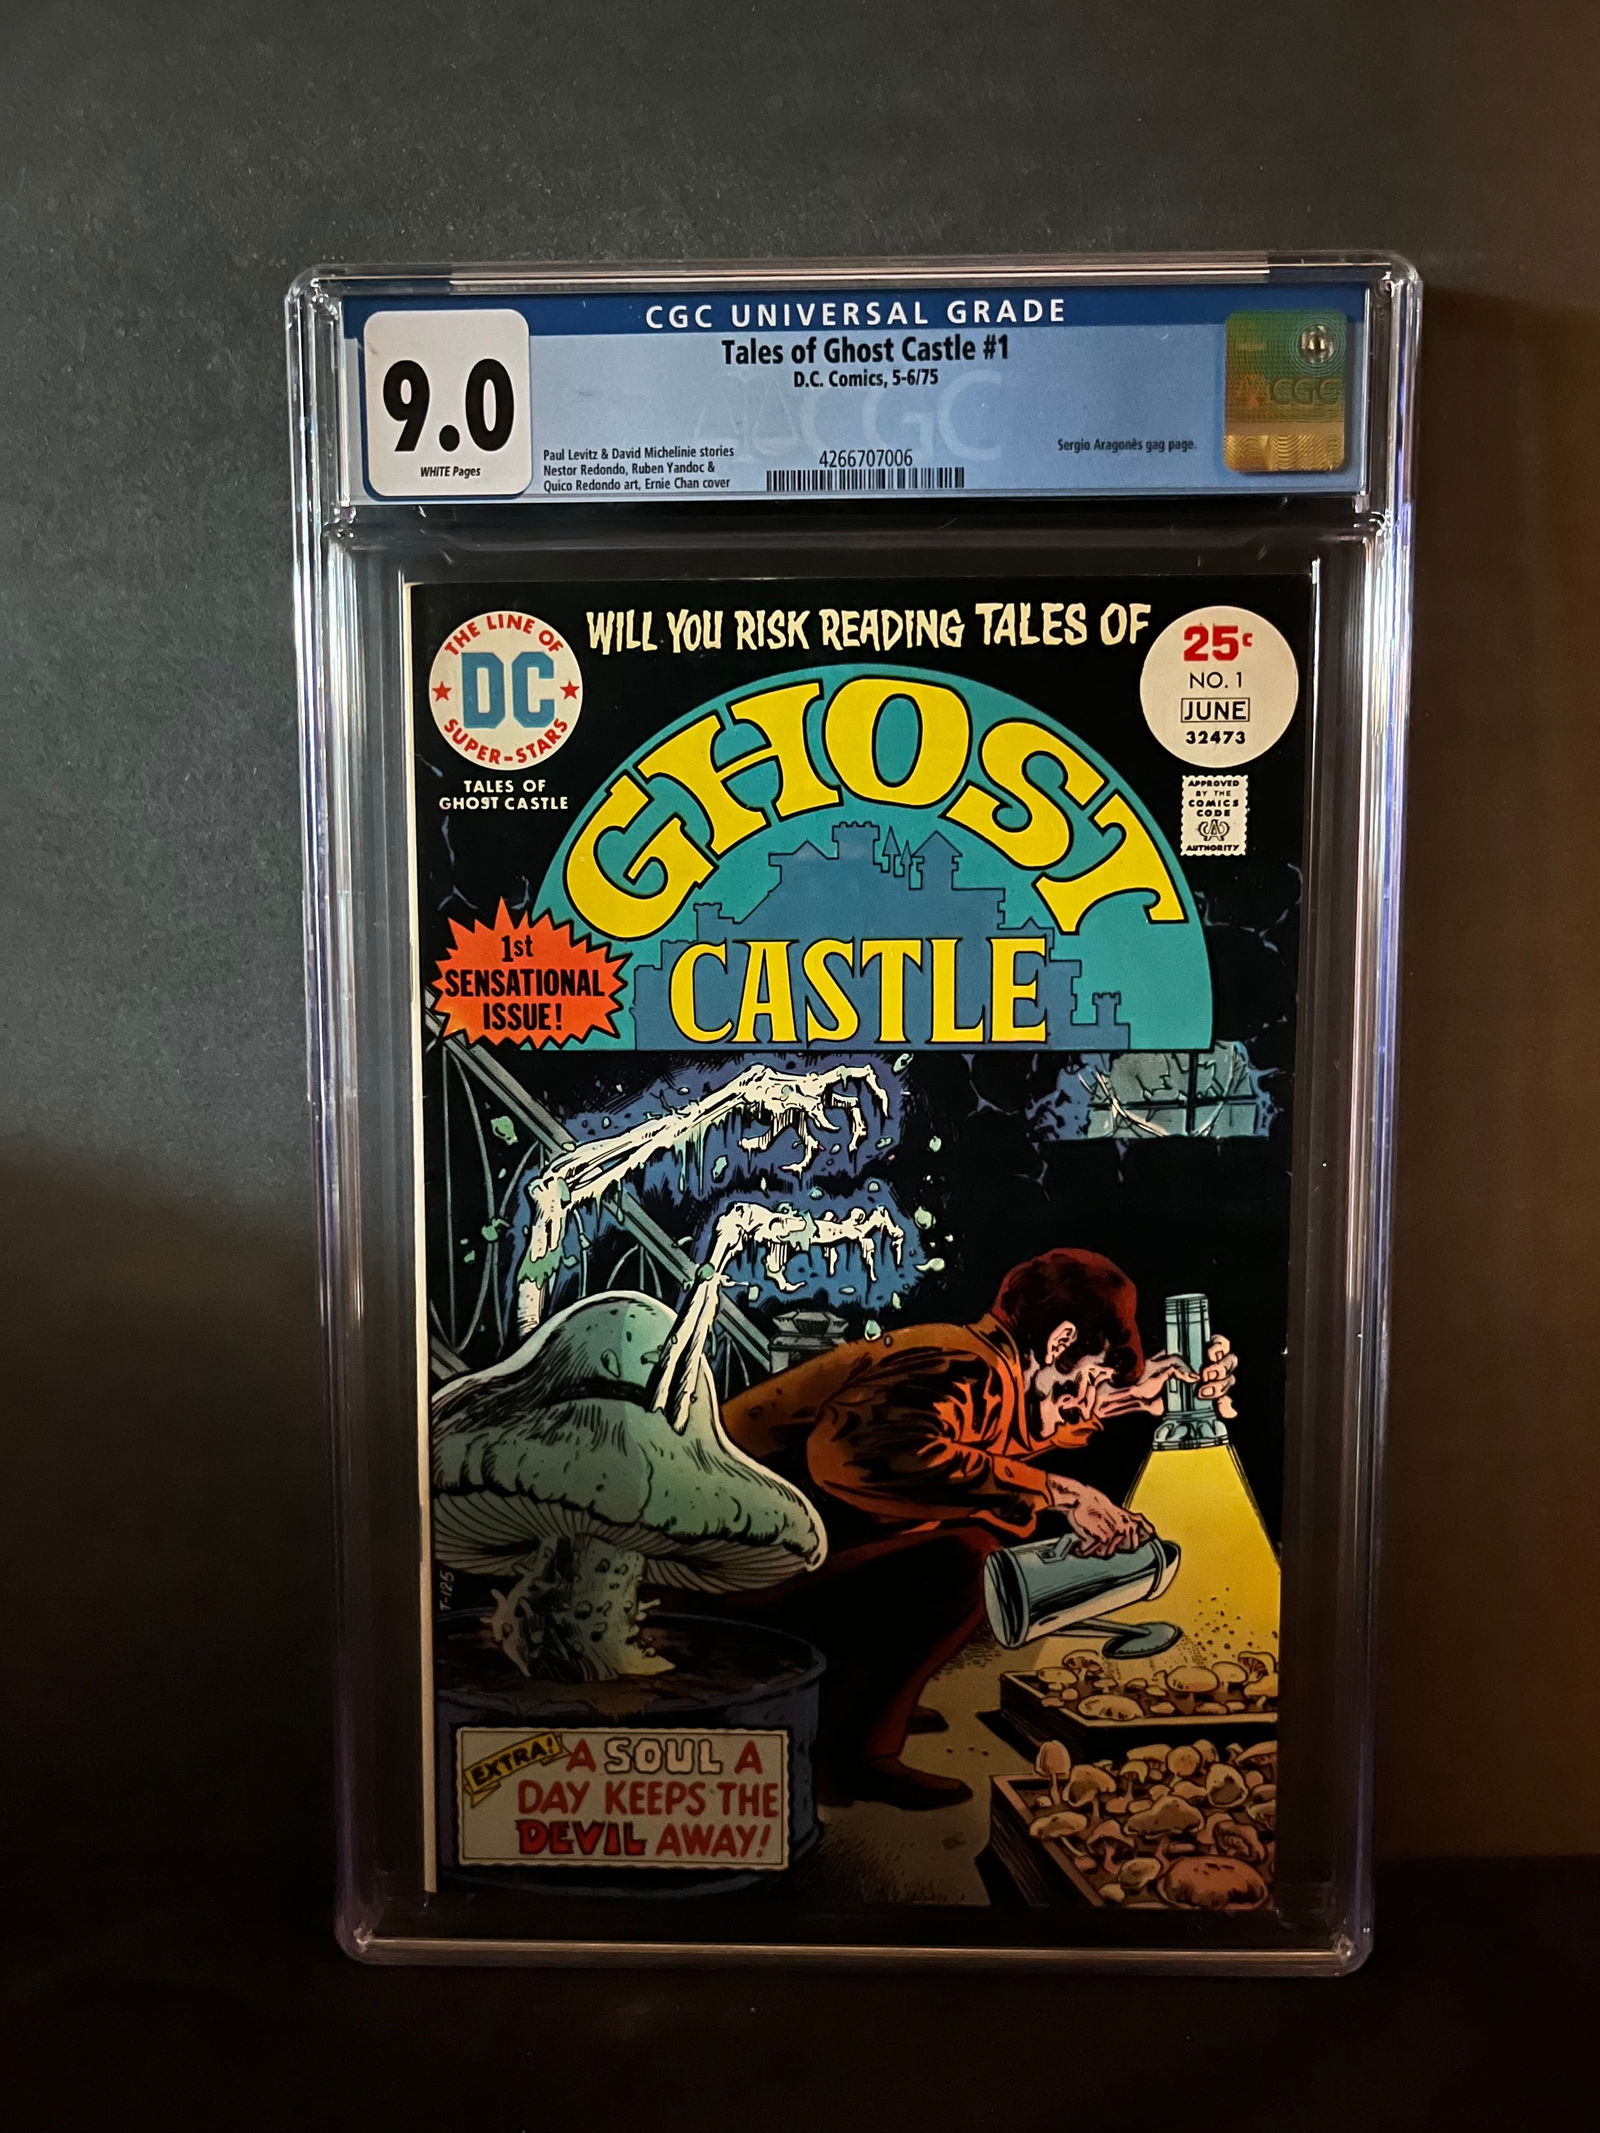 CGC UNIVERSAL GRADE
9.0
WHITE Pages
Tales of Ghost Castle #1
D.C. Comics, 5-6/75
Paul Levitz & David Michelinie stories
Nestor Redondo, Ruben Yandoc &
Quico Redondo art, Ernie Chan cover
4266707006
Sergio Aragonès gag page.
CGC
CGC
THE LINE OF
DC
SUPER-STARS
TALES OF
GHOST CASTLE
WILL YOU RISK READING TALES OF
GHOST
CASTLE
25¢
NO. 1
JUNE
32473
APPROVED
BY THE
COMICS
CODE
AUTHORITY
1st
SENSATIONAL
ISSUE!
T-125
EXTRA!
A SOUL A
DAY KEEPS THE
DEVIL AWAY!